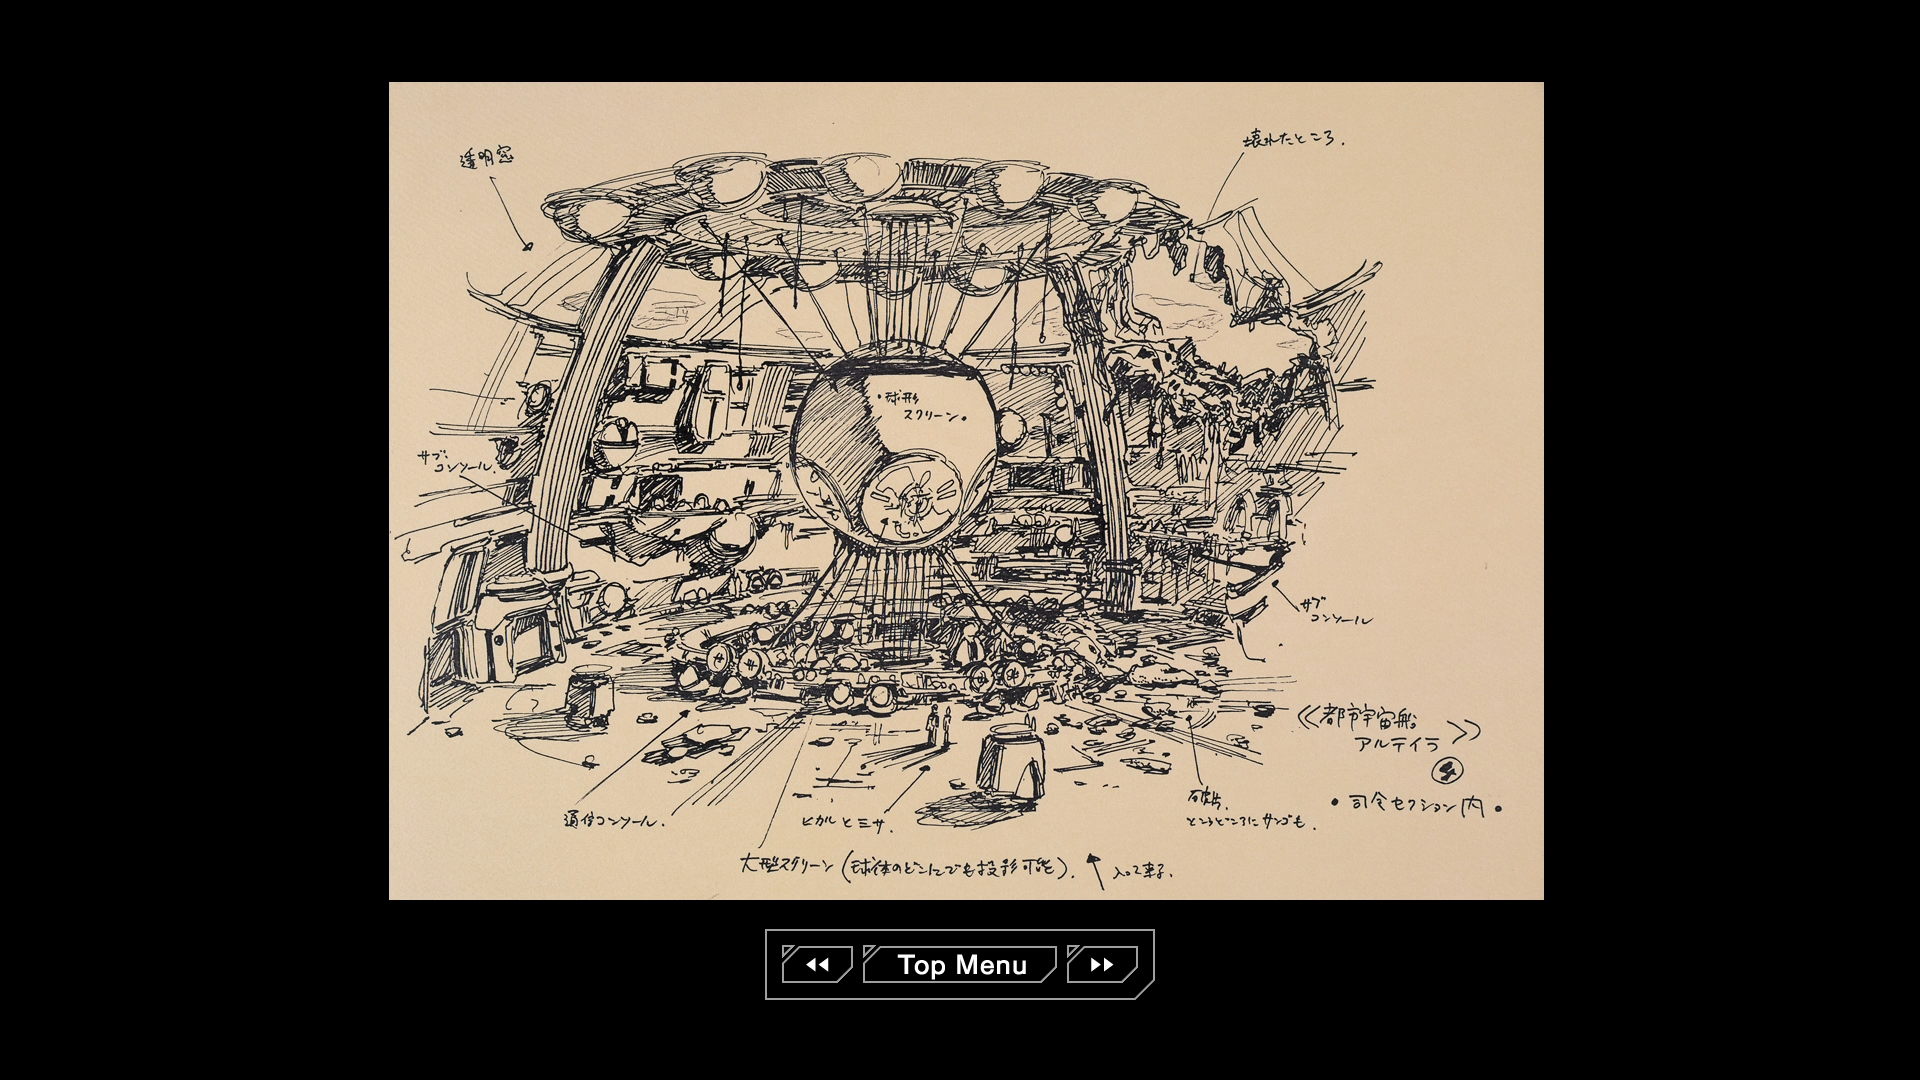 透明窓
壊れたところ.
・球形
スクリーン・
サブ
コンソール.
サブ
コンソール
≪都市宇宙船
アルテイラ≫
4
・司令セクション内・
通信コンソール.
ヒカルとミサ.
破片.
ところどころにサンゴも.
大型スクリーン(球体のどこにでも投影可能).
Top Menu